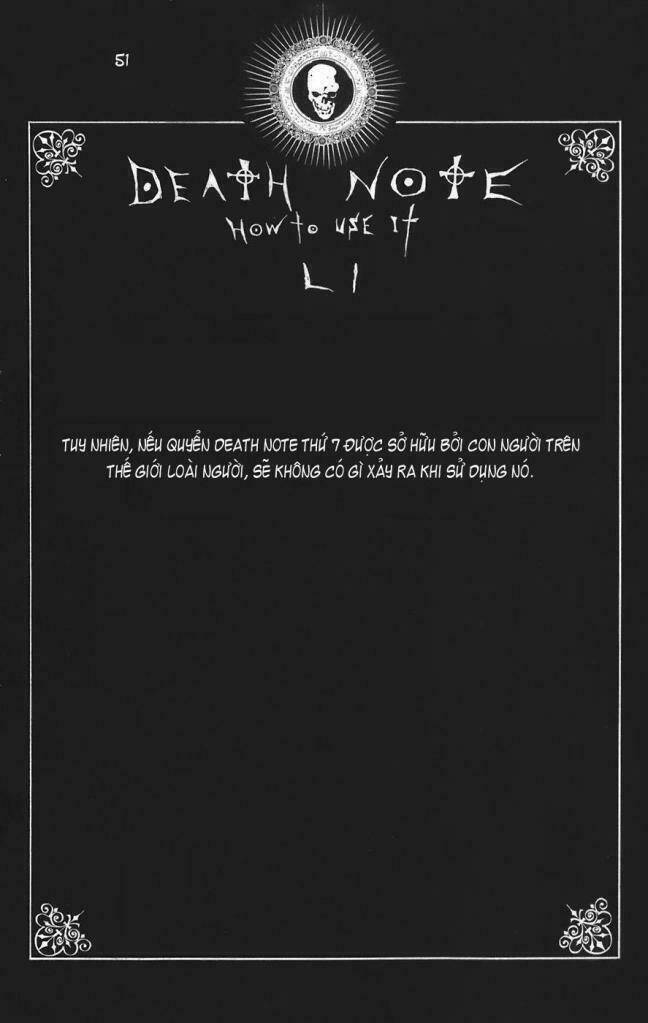 51
DEATH NOTE
HOW TO USE IT
LI
TUY NHIÊN, NẾU QUYỂN DEATH NOTE THỨ 7 ĐƯỢC SỞ HỮU BỞI CON NGƯỜI TRÊN
THẾ GIỚI LOÀI NGƯỜI, SẼ KHÔNG CÓ GÌ XẢY RA KHI SỬ DỤNG NÓ.